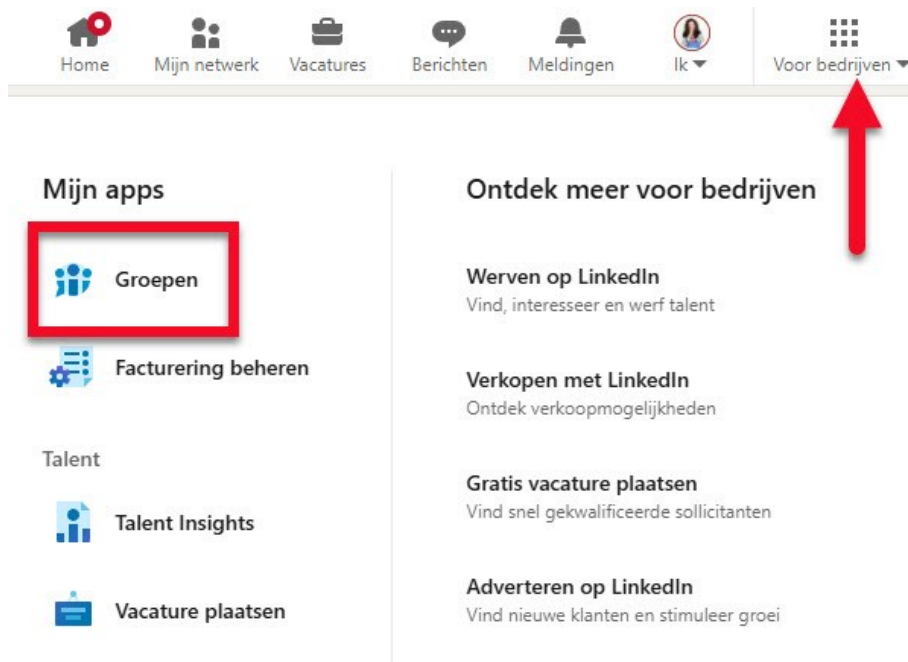 Home
Mijn netwerk
Vacatures
Berichten
Meldingen
Ik
Voor bedrijven
Mijn apps
Groepen
Facturering beheren
Talent
Talent Insights
Vacature plaatsen
Ontdek meer voor bedrijven
Werven op LinkedIn
Vind, interesseer en werf talent
Verkopen met LinkedIn
Ontdek verkoopmogelijkheden
Gratis vacature plaatsen
Vind snel gekwalificeerde sollicitanten
Adverteren op LinkedIn
Vind nieuwe klanten en stimuleer groei